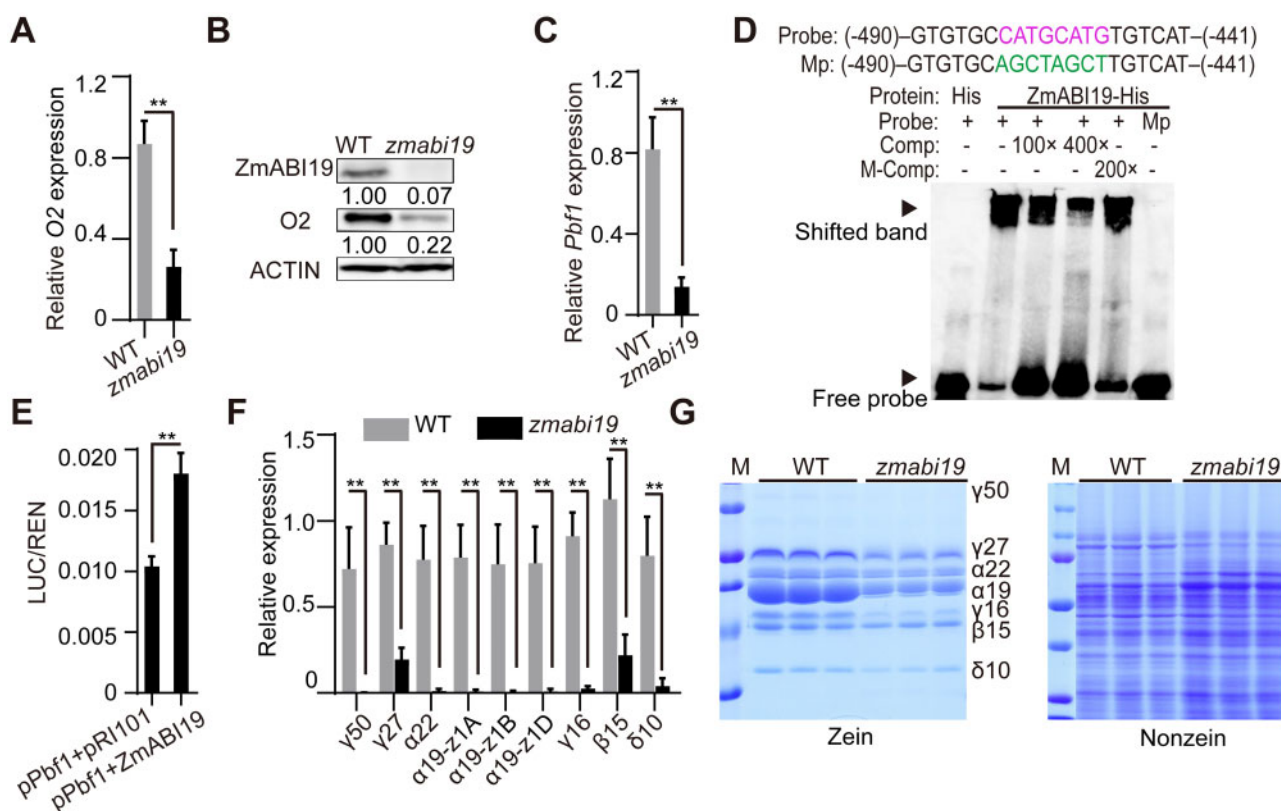 A
Relative O2 expression
1.2
0.8
0.4
0
**
WT
zmabi19
B
WT zmabi19
ZmABI19
1.00 0.07
O2
1.00 0.22
ACTIN
C
Relative Pbf1 expression
1.2
0.8
0.4
0
**
WT
zmabi19
D
Probe: (-490)–GTGTGCCATGCATGTGTCAT–(-441)
Mp: (-490)–GTGTGCAGCTAGCTTGTCAT–(-441)
Protein: His ZmABI19-His
Probe: + + + + + Mp
Comp: - - 100× 400× - -
M-Comp: - - - - 200× -
Shifted band
Free probe
E
LUC/REN
0.020
0.015
0.010
0.005
0.000
**
pPbf1+pRI101
pPbf1+ZmABI19
F
WT zmabi19
Relative expression
1.5
1.0
0.5
0
** ** ** ** ** ** ** ** **
γ50
γ27
α22
α19-z1A
α19-z1B
α19-z1D
γ16
β15
δ10
G
M WT zmabi19
γ50
γ27
α22
α19
γ16
β15
δ10
Zein
M WT zmabi19
Nonzein